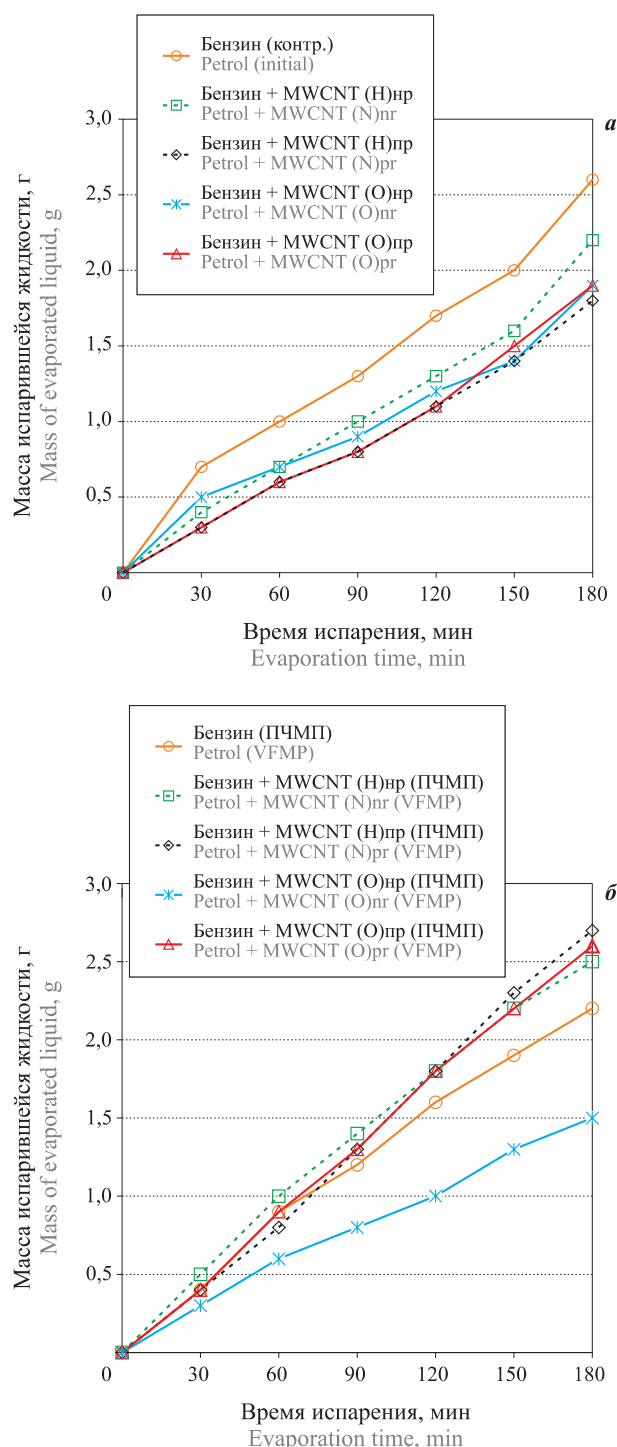 Бензин (контр.)
Petrol (initial)
Бензин + MWCNT (Н)нр
Petrol + MWCNT (N)nr
Бензин + MWCNT (Н)пр
Petrol + MWCNT (N)pr
Бензин + MWCNT (О)нр
Petrol + MWCNT (O)nr
Бензин + MWCNT (О)пр
Petrol + MWCNT (O)pr
а
3,0
2,5
2,0
1,5
1,0
0,5
0
30
60
90
120
150
180
Масса испарившейся жидкости, г
Mass of evaporated liquid, g
Время испарения, мин
Evaporation time, min
Бензин (ПЧМП)
Petrol (VFMP)
Бензин + MWCNT (Н)нр (ПЧМП)
Petrol + MWCNT (N)nr (VFMP)
Бензин + MWCNT (Н)пр (ПЧМП)
Petrol + MWCNT (N)pr (VFMP)
Бензин + MWCNT (О)нр (ПЧМП)
Petrol + MWCNT (O)nr (VFMP)
Бензин + MWCNT (О)пр (ПЧМП)
Petrol + MWCNT (O)pr (VFMP)
б
3,0
2,5
2,0
1,5
1,0
0,5
0
30
60
90
120
150
180
Масса испарившейся жидкости, г
Mass of evaporated liquid, g
Время испарения, мин
Evaporation time, min